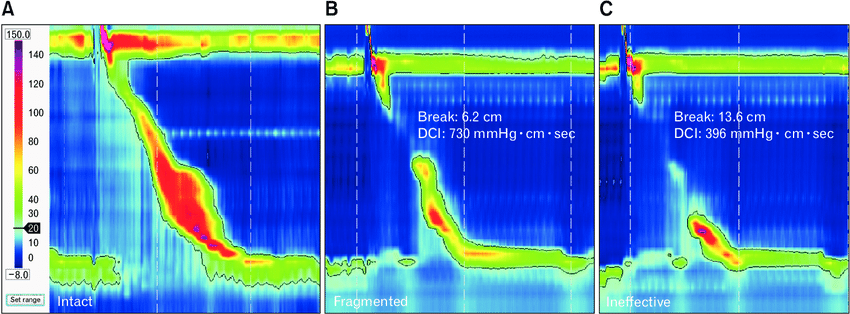 A
B
C
150.0
140
120
100
80
60
40
30
20
10
0
−8.0
Set range
Intact
Break: 6.2 cm
DCI: 730 mmHg·cm·sec
Fragmented
Break: 13.6 cm
DCI: 396 mmHg·cm·sec
Ineffective